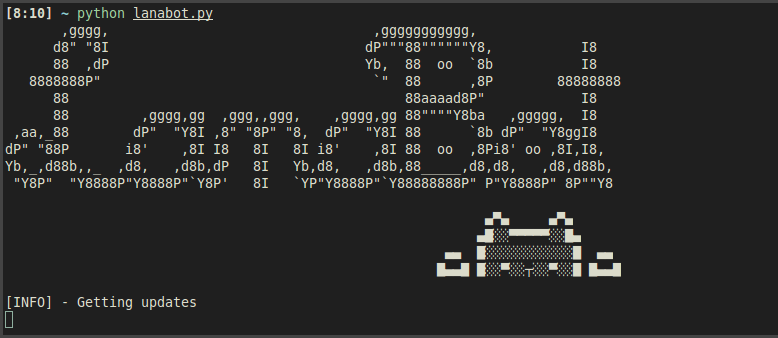 [8:10] ~ python lanabot.py
      ,gggg,                                 ,ggggggggggg,
      d8" "8I                               dP"""88""""""Y8,           I8
      88  ,dP                               Yb,  88  oo  `8b           I8
   8888888P"                                 `"  88      ,8P        88888888
      88                                         88aaaad8P"            I8
      88         ,gggg,gg  ,ggg,,ggg,    ,gggg,gg 88""""Y8ba   ,ggggg,  I8
 ,aa,_88        dP"  "Y8I ,8" "8P" "8,  dP"  "Y8I 88      `8b dP"  "Y8ggI8
dP" "88P       i8'    ,8I I8   8I   8I i8'    ,8I 88  oo  ,8Pi8' oo ,8I,I8,
Yb,_,d88b,,_  ,d8,   ,d8b,dP   8I   Yb,d8,   ,d8b,88_____,d8,d8,   ,d8,d88b,
 "Y8P"  "Y8888P"Y8888P"`Y8P'   8I   `YP"Y8888P"`Y88888888P" P"Y8888P" 8P""Y8
[INFO] - Getting updates